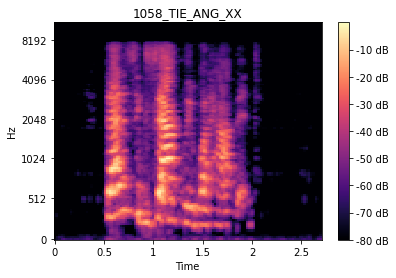 1058_TIE_ANG_XX
8192
4096
2048
1024
512
0
Hz
0
0.5
1
1.5
2
2.5
Time
-10 dB
-20 dB
-30 dB
-40 dB
-50 dB
-60 dB
-70 dB
-80 dB